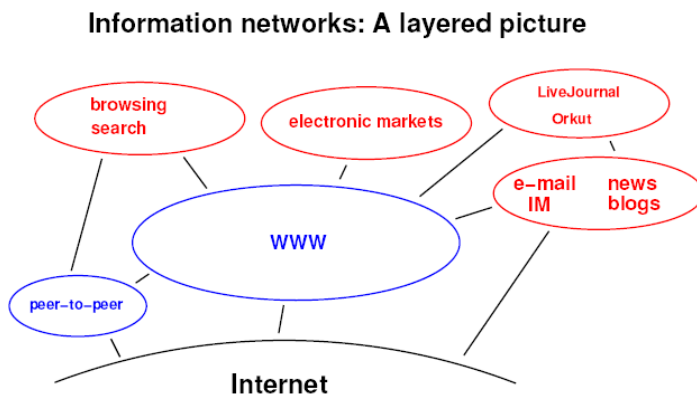 Information networks: A layered picture
browsing
search
electronic markets
LiveJournal
Orkut
e-mail news
IM blogs
WWW
peer-to-peer
Internet